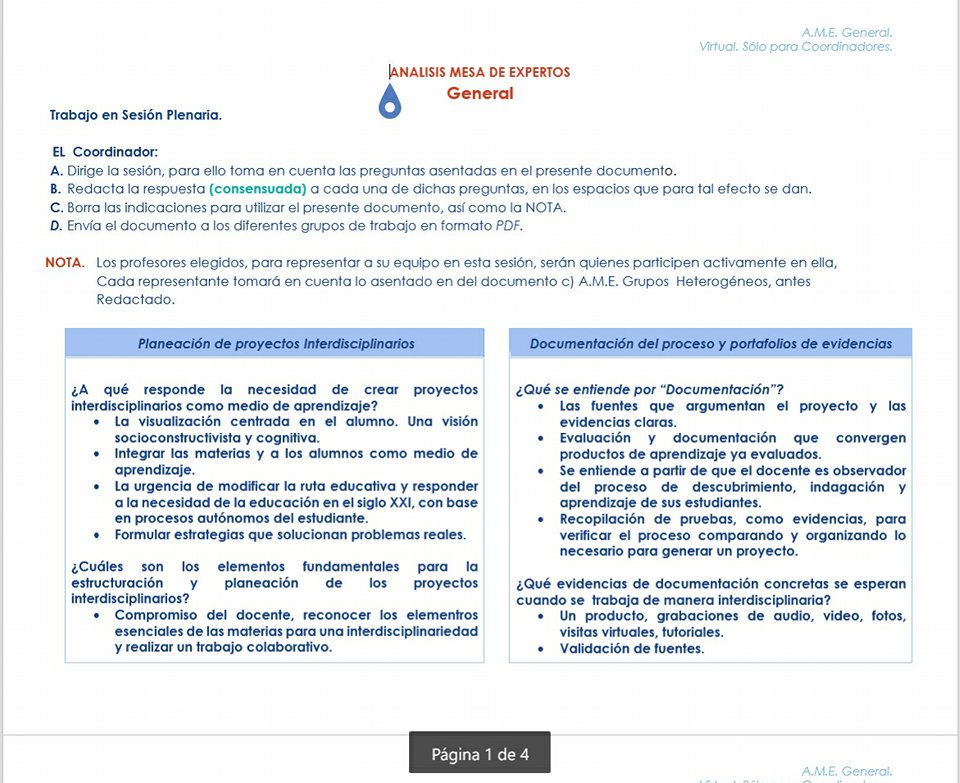 A.M.E. General.
Virtual. Sólo para Coordinadores.
ANALISIS MESA DE EXPERTOS
General
Trabajo en Sesión Plenaria.
EL Coordinador:
A. Dirige la sesión, para ello toma en cuenta las preguntas asentadas en el presente documento.
B. Redacta la respuesta (consensuada) a cada una de dichas preguntas, en los espacios que para tal efecto se dan.
C. Borra las indicaciones para utilizar el presente documento, así como la NOTA.
D. Envía el documento a los diferentes grupos de trabajo en formato PDF.
NOTA. Los profesores elegidos, para representar a su equipo en esta sesión, serán quienes participen activamente en ella,
Cada representante tomará en cuenta lo asentado en del documento c) A.M.E. Grupos Heterogéneos, antes
Redactado.
Planeación de proyectos Interdisciplinarios
¿A qué responde la necesidad de crear proyectos
interdisciplinarios como medio de aprendizaje?
• La visualización centrada en el alumno. Una visión
socioconstructivista y cognitiva.
• Integrar las materias y a los alumnos como medio de
aprendizaje.
• La urgencia de modificar la ruta educativa y responder
a la necesidad de la educación en el siglo XXI, con base
en procesos autónomos del estudiante.
• Formular estrategias que solucionan problemas reales.
¿Cuáles son los elementos fundamentales para la
estructuración y planeación de los proyectos
interdisciplinarios?
• Compromiso del docente, reconocer los elementros
esenciales de las materias para una interdisciplinariedad
y realizar un trabajo colaborativo.
Documentación del proceso y portafolios de evidencias
¿Qué se entiende por “Documentación”?
• Las fuentes que argumentan el proyecto y las
evidencias claras.
• Evaluación y documentación que convergen
productos de aprendizaje ya evaluados.
• Se entiende a partir de que el docente es observador
del proceso de descubrimiento, indagación y
aprendizaje de sus estudiantes.
• Recopilación de pruebas, como evidencias, para
verificar el proceso comparando y organizando lo
necesario para generar un proyecto.
¿Qué evidencias de documentación concretas se esperan
cuando se trabaja de manera interdisciplinaria?
• Un producto, grabaciones de audio, video, fotos,
visitas virtuales, tutoriales.
• Validación de fuentes.
Página 1 de 4
A.M.E. General.